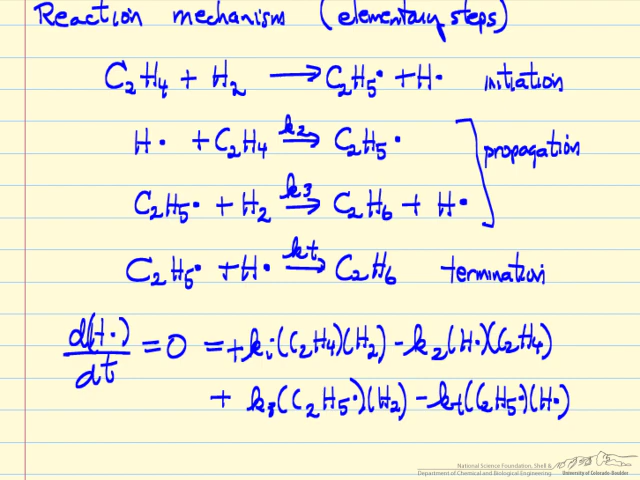 Reaction mechanism (elementary steps)
C₂H₄ + H₂ ⟶ C₂H₅• + H• initiation
H• + C₂H₄ —k₂→ C₂H₅• propagation
C₂H₅• + H₂ —k₃→ C₂H₆ + H•
C₂H₅• + H• —kt→ C₂H₆ termination
d(H•)/dt = 0 = +ki(C₂H₄)(H₂) - k₂(H•)(C₂H₄)
+ k₃(C₂H₅•)(H₂) - kt(C₂H₅•)(H•)
National Science Foundation, Shell &
Department of Chemical and Biological Engineering
University of Colorado-Boulder